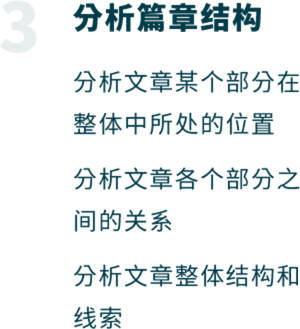 3
分析篇章结构
分析文章某个部分在
整体中所处的位置
分析文章各个部分之
间的关系
分析文章整体结构和
线索